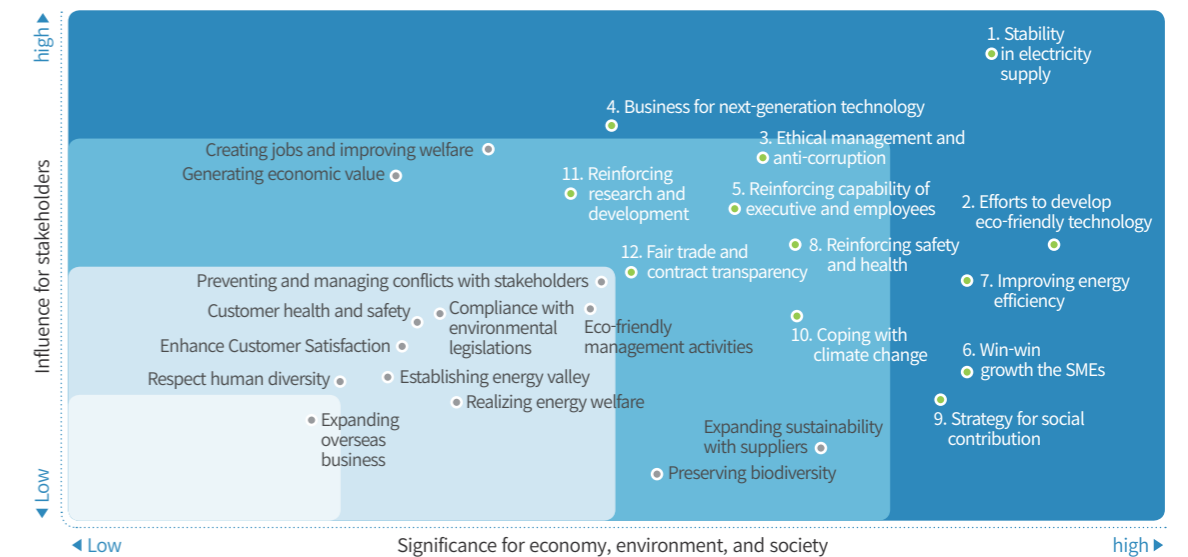 high
Influence for stakeholders
Low
1. Stability
in electricity
supply
4. Business for next-generation technology
3. Ethical management and
anti-corruption
Creating jobs and improving welfare
Generating economic value
11. Reinforcing
research and
development
5. Reinforcing capability of
executive and employees
2. Efforts to develop
eco-friendly technology
12. Fair trade and
contract transparency
8. Reinforcing safety
and health
Preventing and managing conflicts with stakeholders
7. Improving energy
efficiency
Customer health and safety
Compliance with
environmental
legislations
Eco-friendly
management activities
10. Coping with
climate change
Enhance Customer Satisfaction
6. Win-win
growth the SMEs
Respect human diversity
Establishing energy valley
Realizing energy welfare
Expanding
overseas
business
Expanding sustainability
with suppliers
9. Strategy for social
contribution
Preserving biodiversity
Low
Significance for economy, environment, and society
high